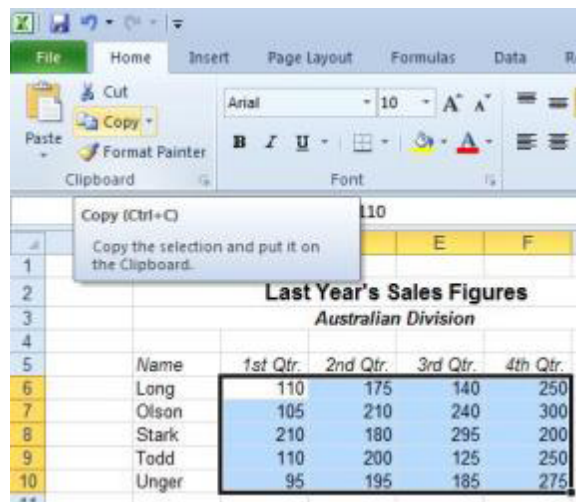 File Home Insert Page Layout Formulas Data R
Cut
Arial 10 A A
Copy
Paste
Format Painter
B I U A
Clipboard Font
Copy (Ctrl+C)
110
Copy the selection and put it on
the Clipboard.
E F
1
2 Last Year's Sales Figures
3 Australian Division
4
5 Name 1st Qtr. 2nd Qtr. 3rd Qtr. 4th Qtr.
6 Long 110 175 140 250
7 Olson 105 210 240 300
8 Stark 210 180 295 200
9 Todd 110 200 125 250
10 Unger 95 195 185 275